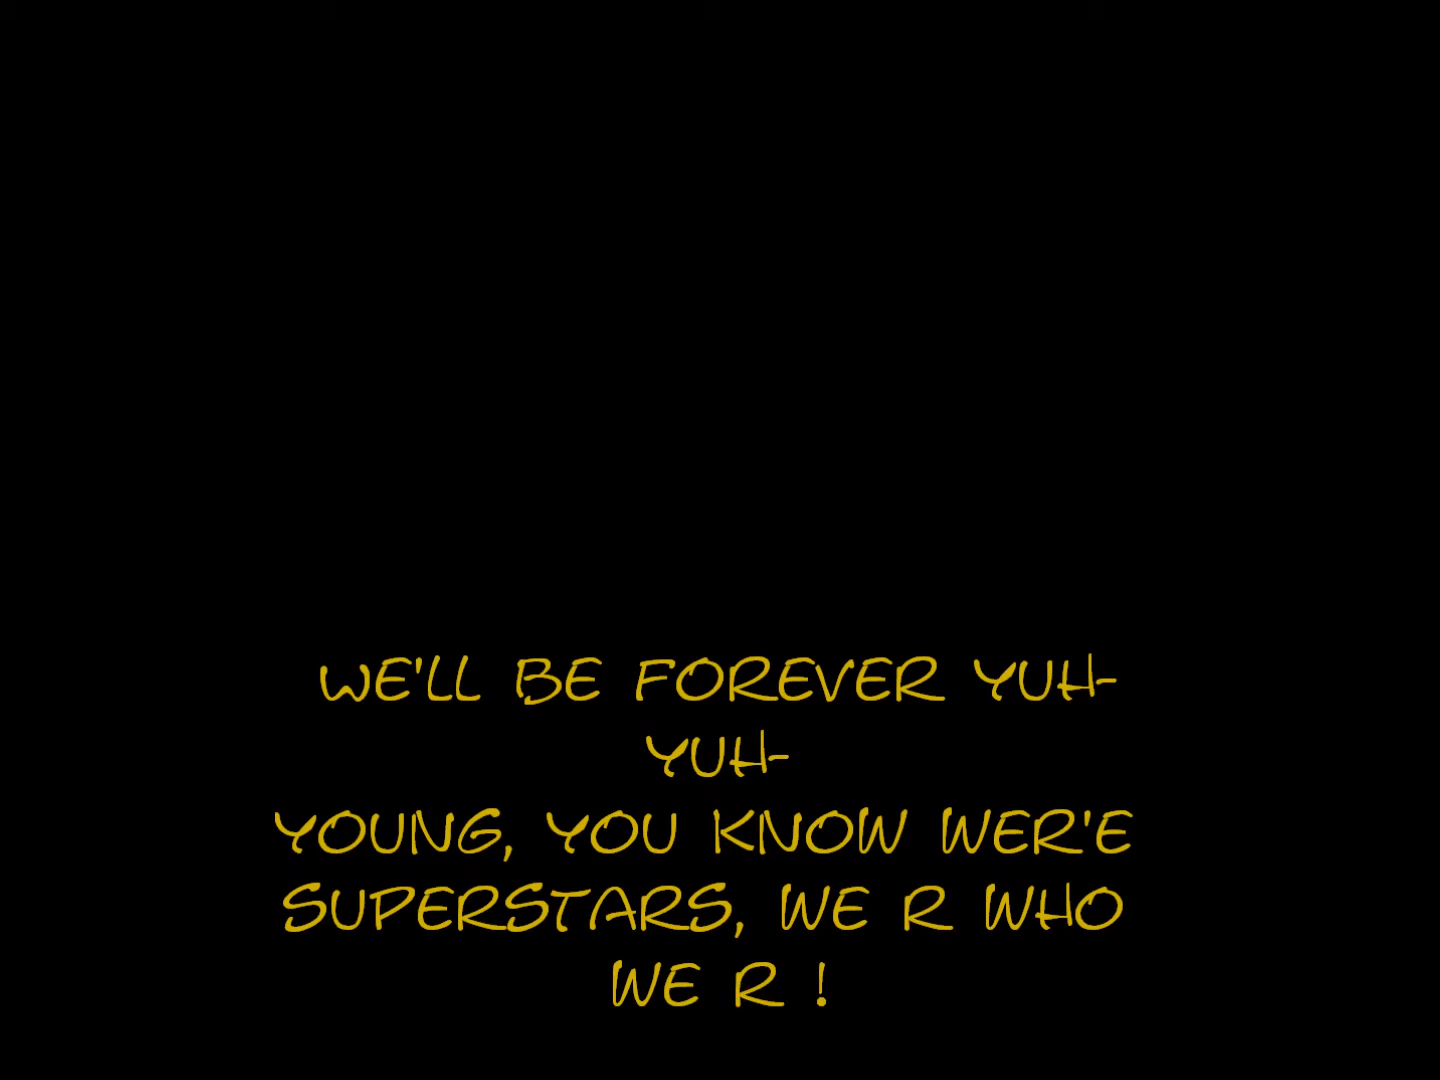 WE'LL BE FOREVER YUH-
YUH-
YOUNG, YOU KNOW WER'E
SUPERSTARS, WE R WHO
WE R !